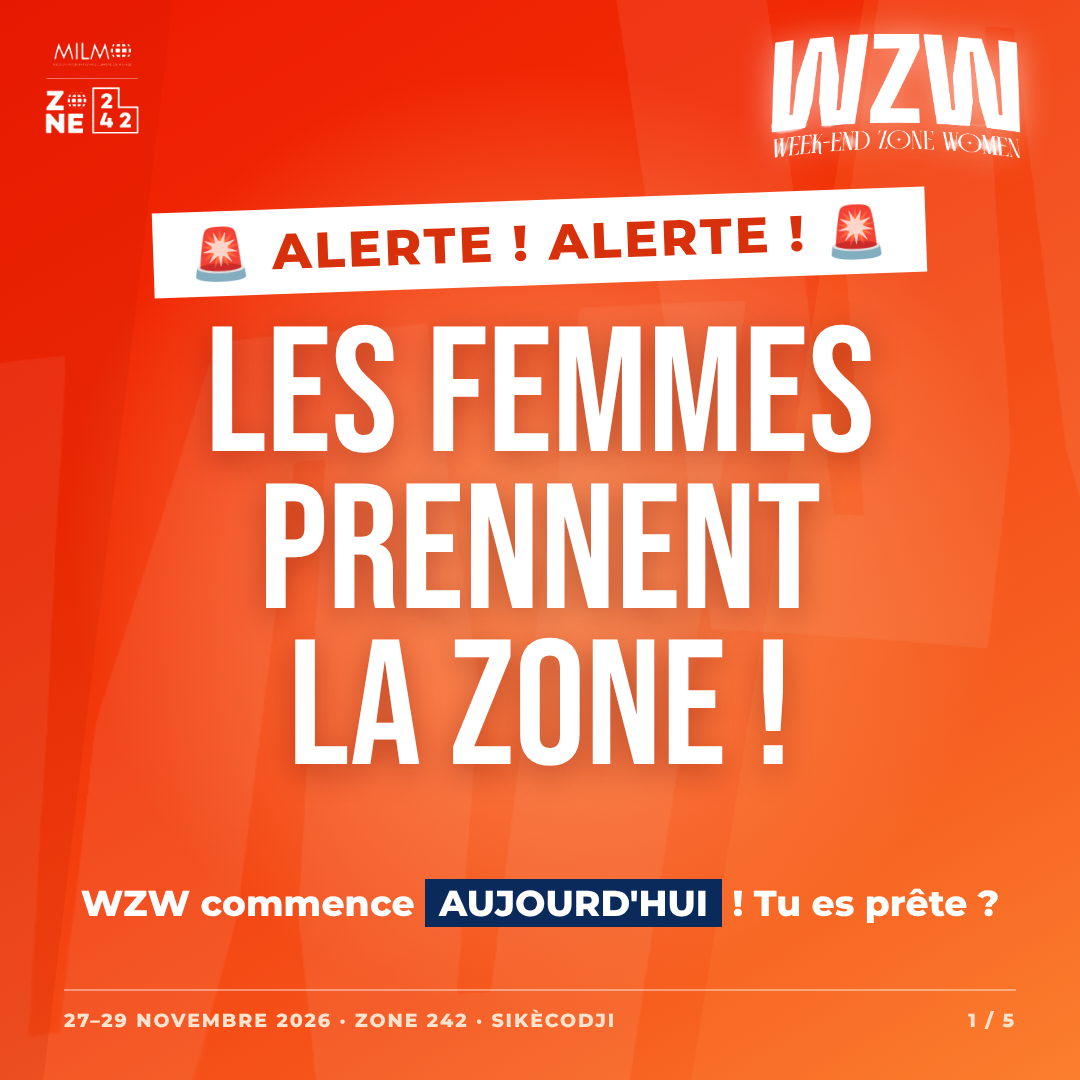 MILMO
ZONE 242
WZW
WEEK-END ZONE WOMEN
🚨 ALERTE ! ALERTE ! 🚨
LES FEMMES
PRENNENT
LA ZONE !
WZW commence AUJOURD'HUI ! Tu es prête ?
27–29 NOVEMBRE 2026 • ZONE 242 • SIKÈCODJI
1 / 5